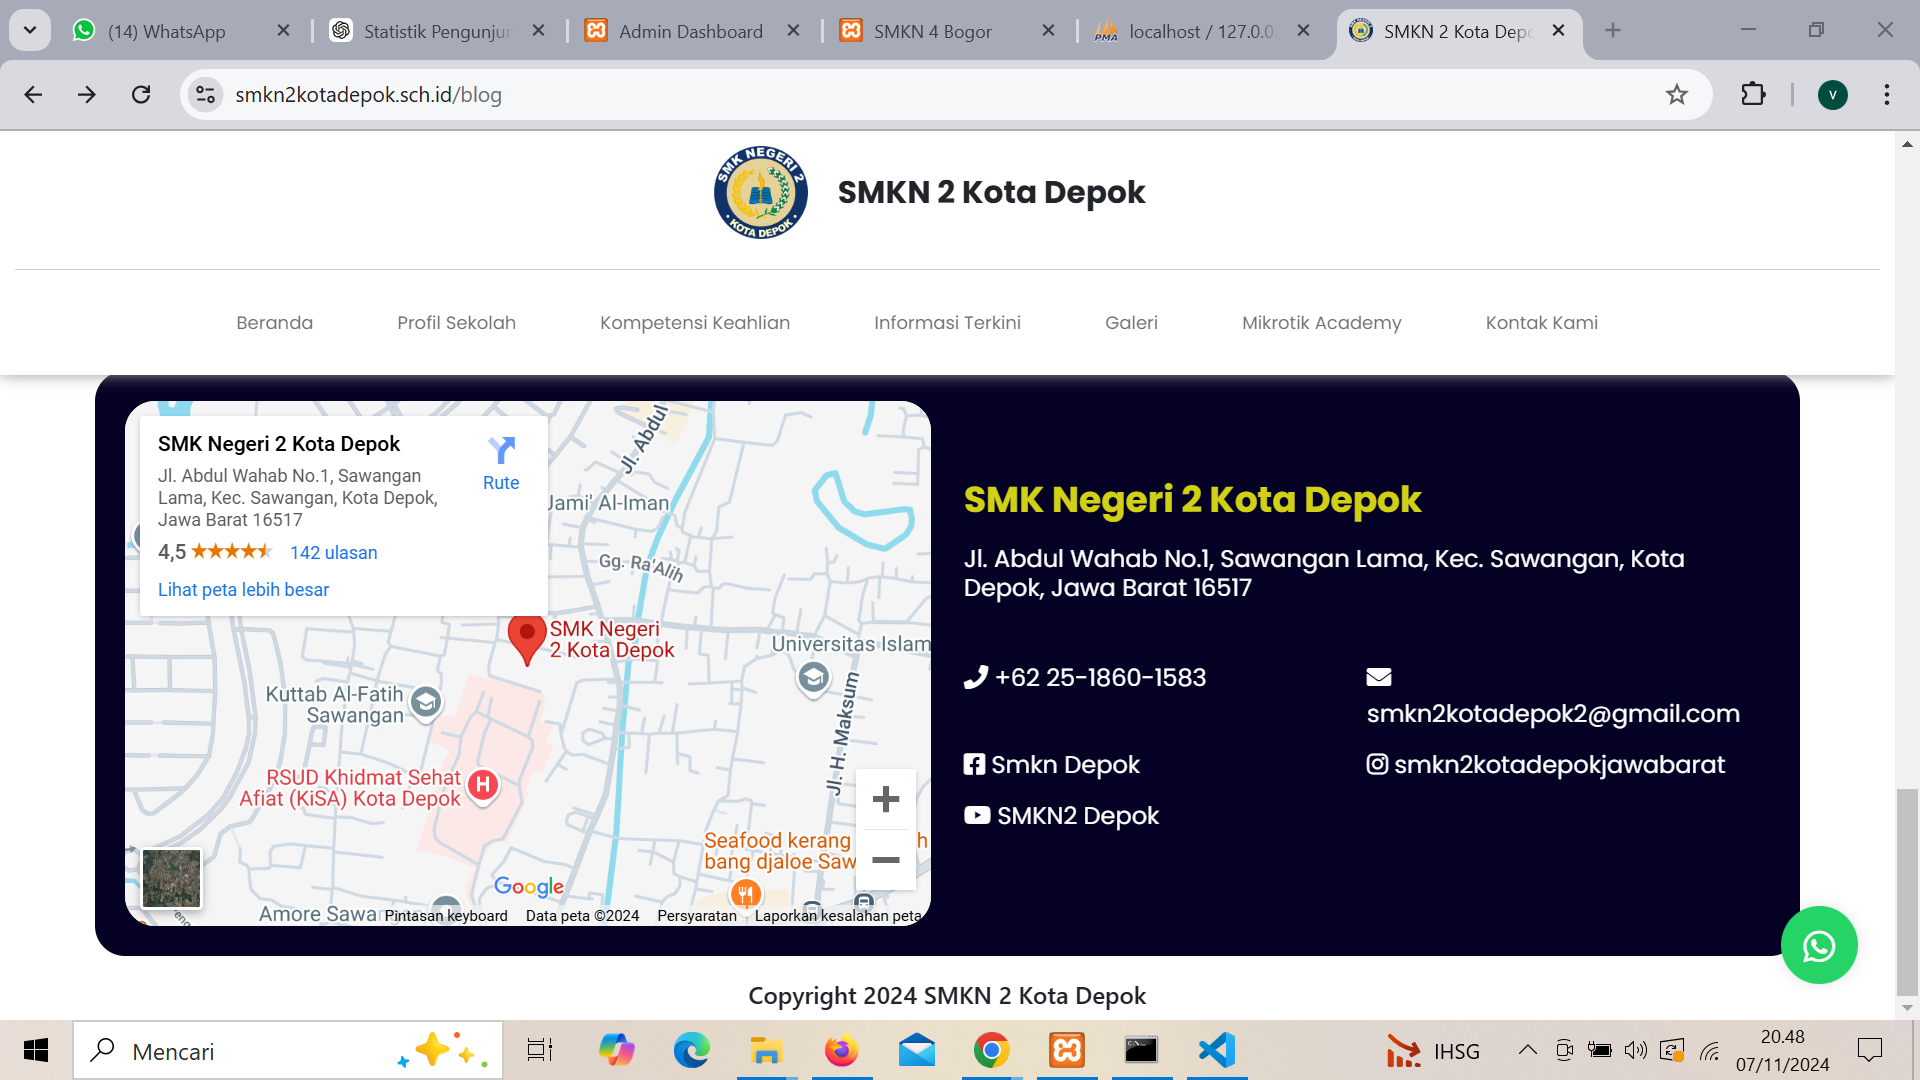 (14) WhatsApp
Statistik Pengunjur
Admin Dashboard
SMKN 4 Bogor
PMA
localhost / 127.0.0.
SMKN 2 Kota Dep
smkn2kotadepok.sch.id/blog
V
SMK NEGERI 2
KOTA DEPOK
SMKN 2 Kota Depok
Beranda
Profil Sekolah
Kompetensi Keahlian
Informasi Terkini
Galeri
Mikrotik Academy
Kontak Kami
SMK Negeri 2 Kota Depok
Jl. Abdul Wahab No.1, Sawangan
Lama, Kec. Sawangan, Kota Depok,
Jawa Barat 16517
Rute
4,5
142 ulasan
Lihat peta lebih besar
Jl. Abdul
Jami' Al-Iman
Gg. Ra'Alih
SMK Negeri
2 Kota Depok
Universitas Islam
Kuttab Al-Fatih
Sawangan
Jl. H. Maksum
RSUD Khidmat Sehat
Afiat (KiSA) Kota Depok
H
Seafood kerang
h
bang djaloe Saw
Google
Amore Sawa
Pintasan keyboard
Data peta ©2024
Persyaratan
Laporkan kesalahan peta
SMK Negeri 2 Kota Depok
Jl. Abdul Wahab No.1, Sawangan Lama, Kec. Sawangan, Kota
Depok, Jawa Barat 16517
+62 25-1860-1583
smkn2kotadepok2@gmail.com
Smkn Depok
smkn2kotadepokjawabarat
SMKN2 Depok
Copyright 2024 SMKN 2 Kota Depok
Mencari
IHSG
20.48
07/11/2024